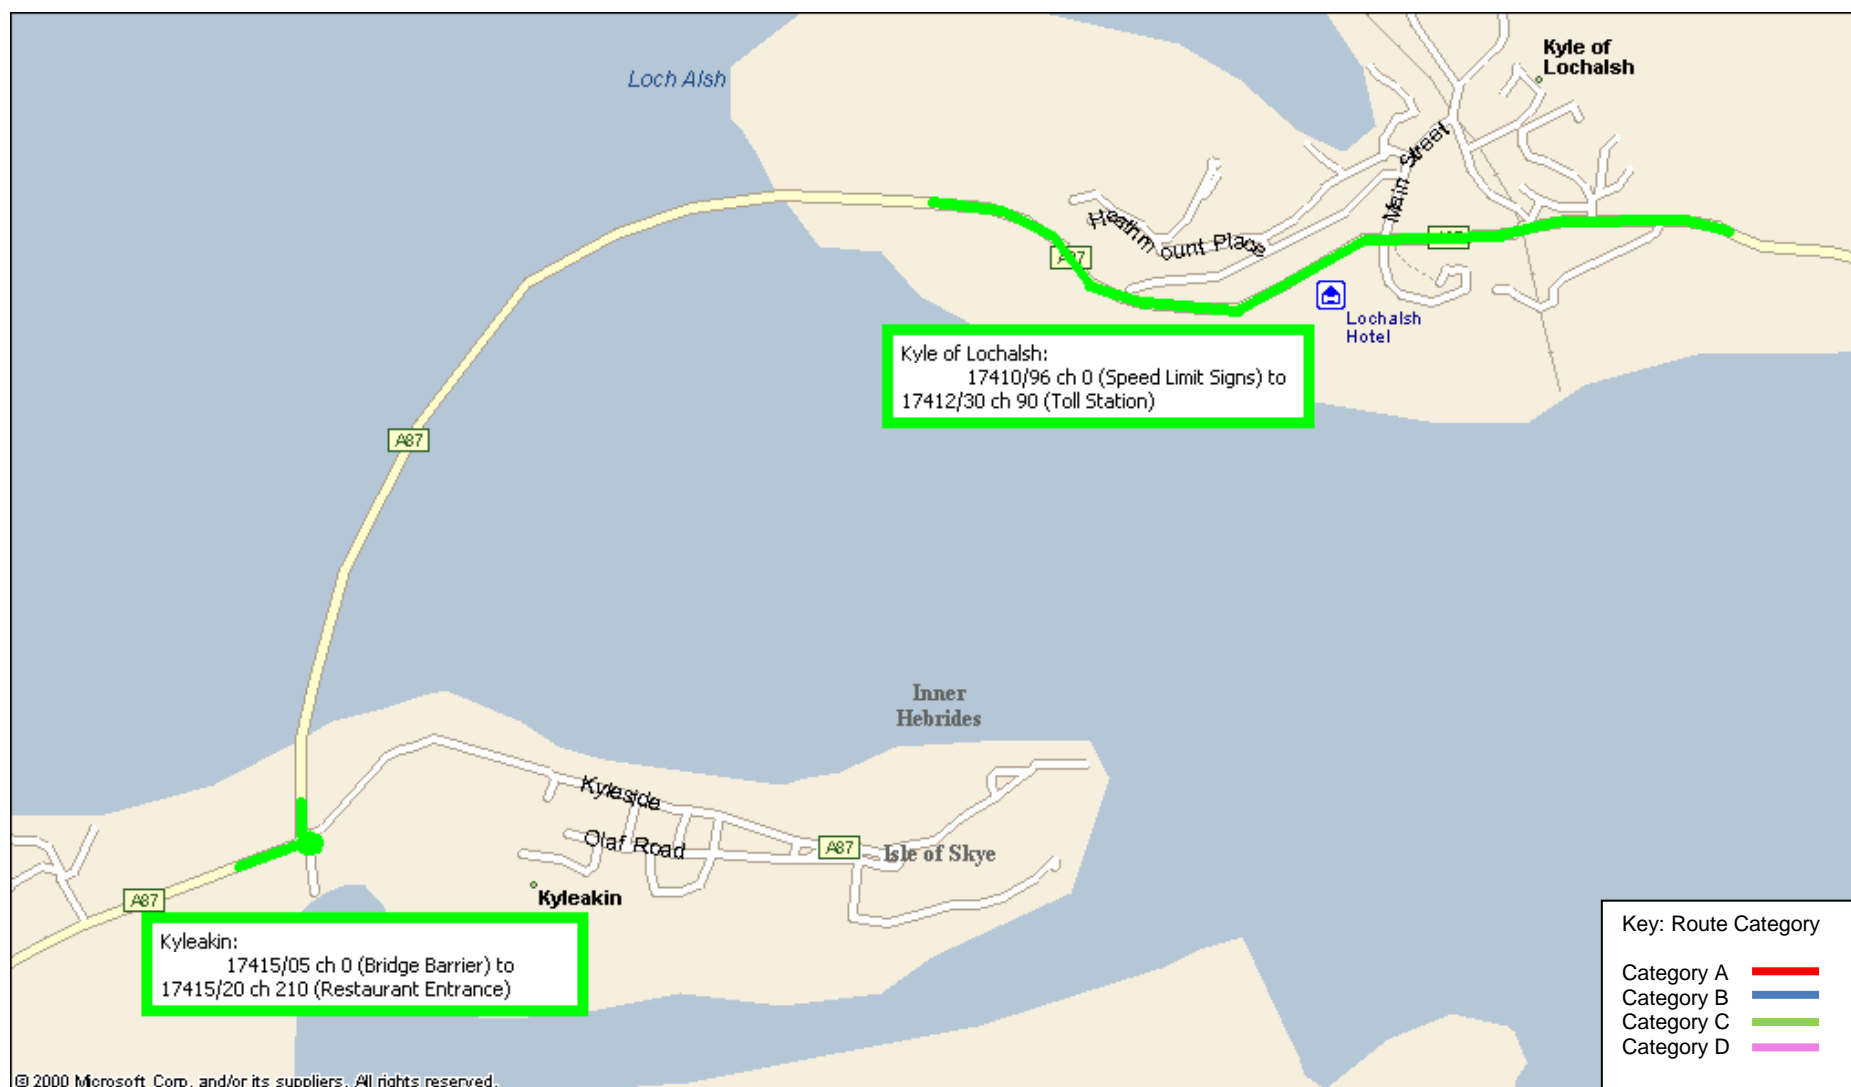 Loch Alsh
Kyle of
Lochalsh
Main Street
Heathmount Place
A87
A87
Lochalsh
Hotel
Kyle of Lochalsh:
17410/96 ch 0 (Speed Limit Signs) to
17412/30 ch 90 (Toll Station)
A87
Inner
Hebrides
Kyleside
Olaf Road
A87
Isle of Skye
Kyleakin
A87
Kyleakin:
17415/05 ch 0 (Bridge Barrier) to
17415/20 ch 210 (Restaurant Entrance)
Key: Route Category
Category A
Category B
Category C
Category D
© 2000 Microsoft Corp. and/or its suppliers. All rights reserved.